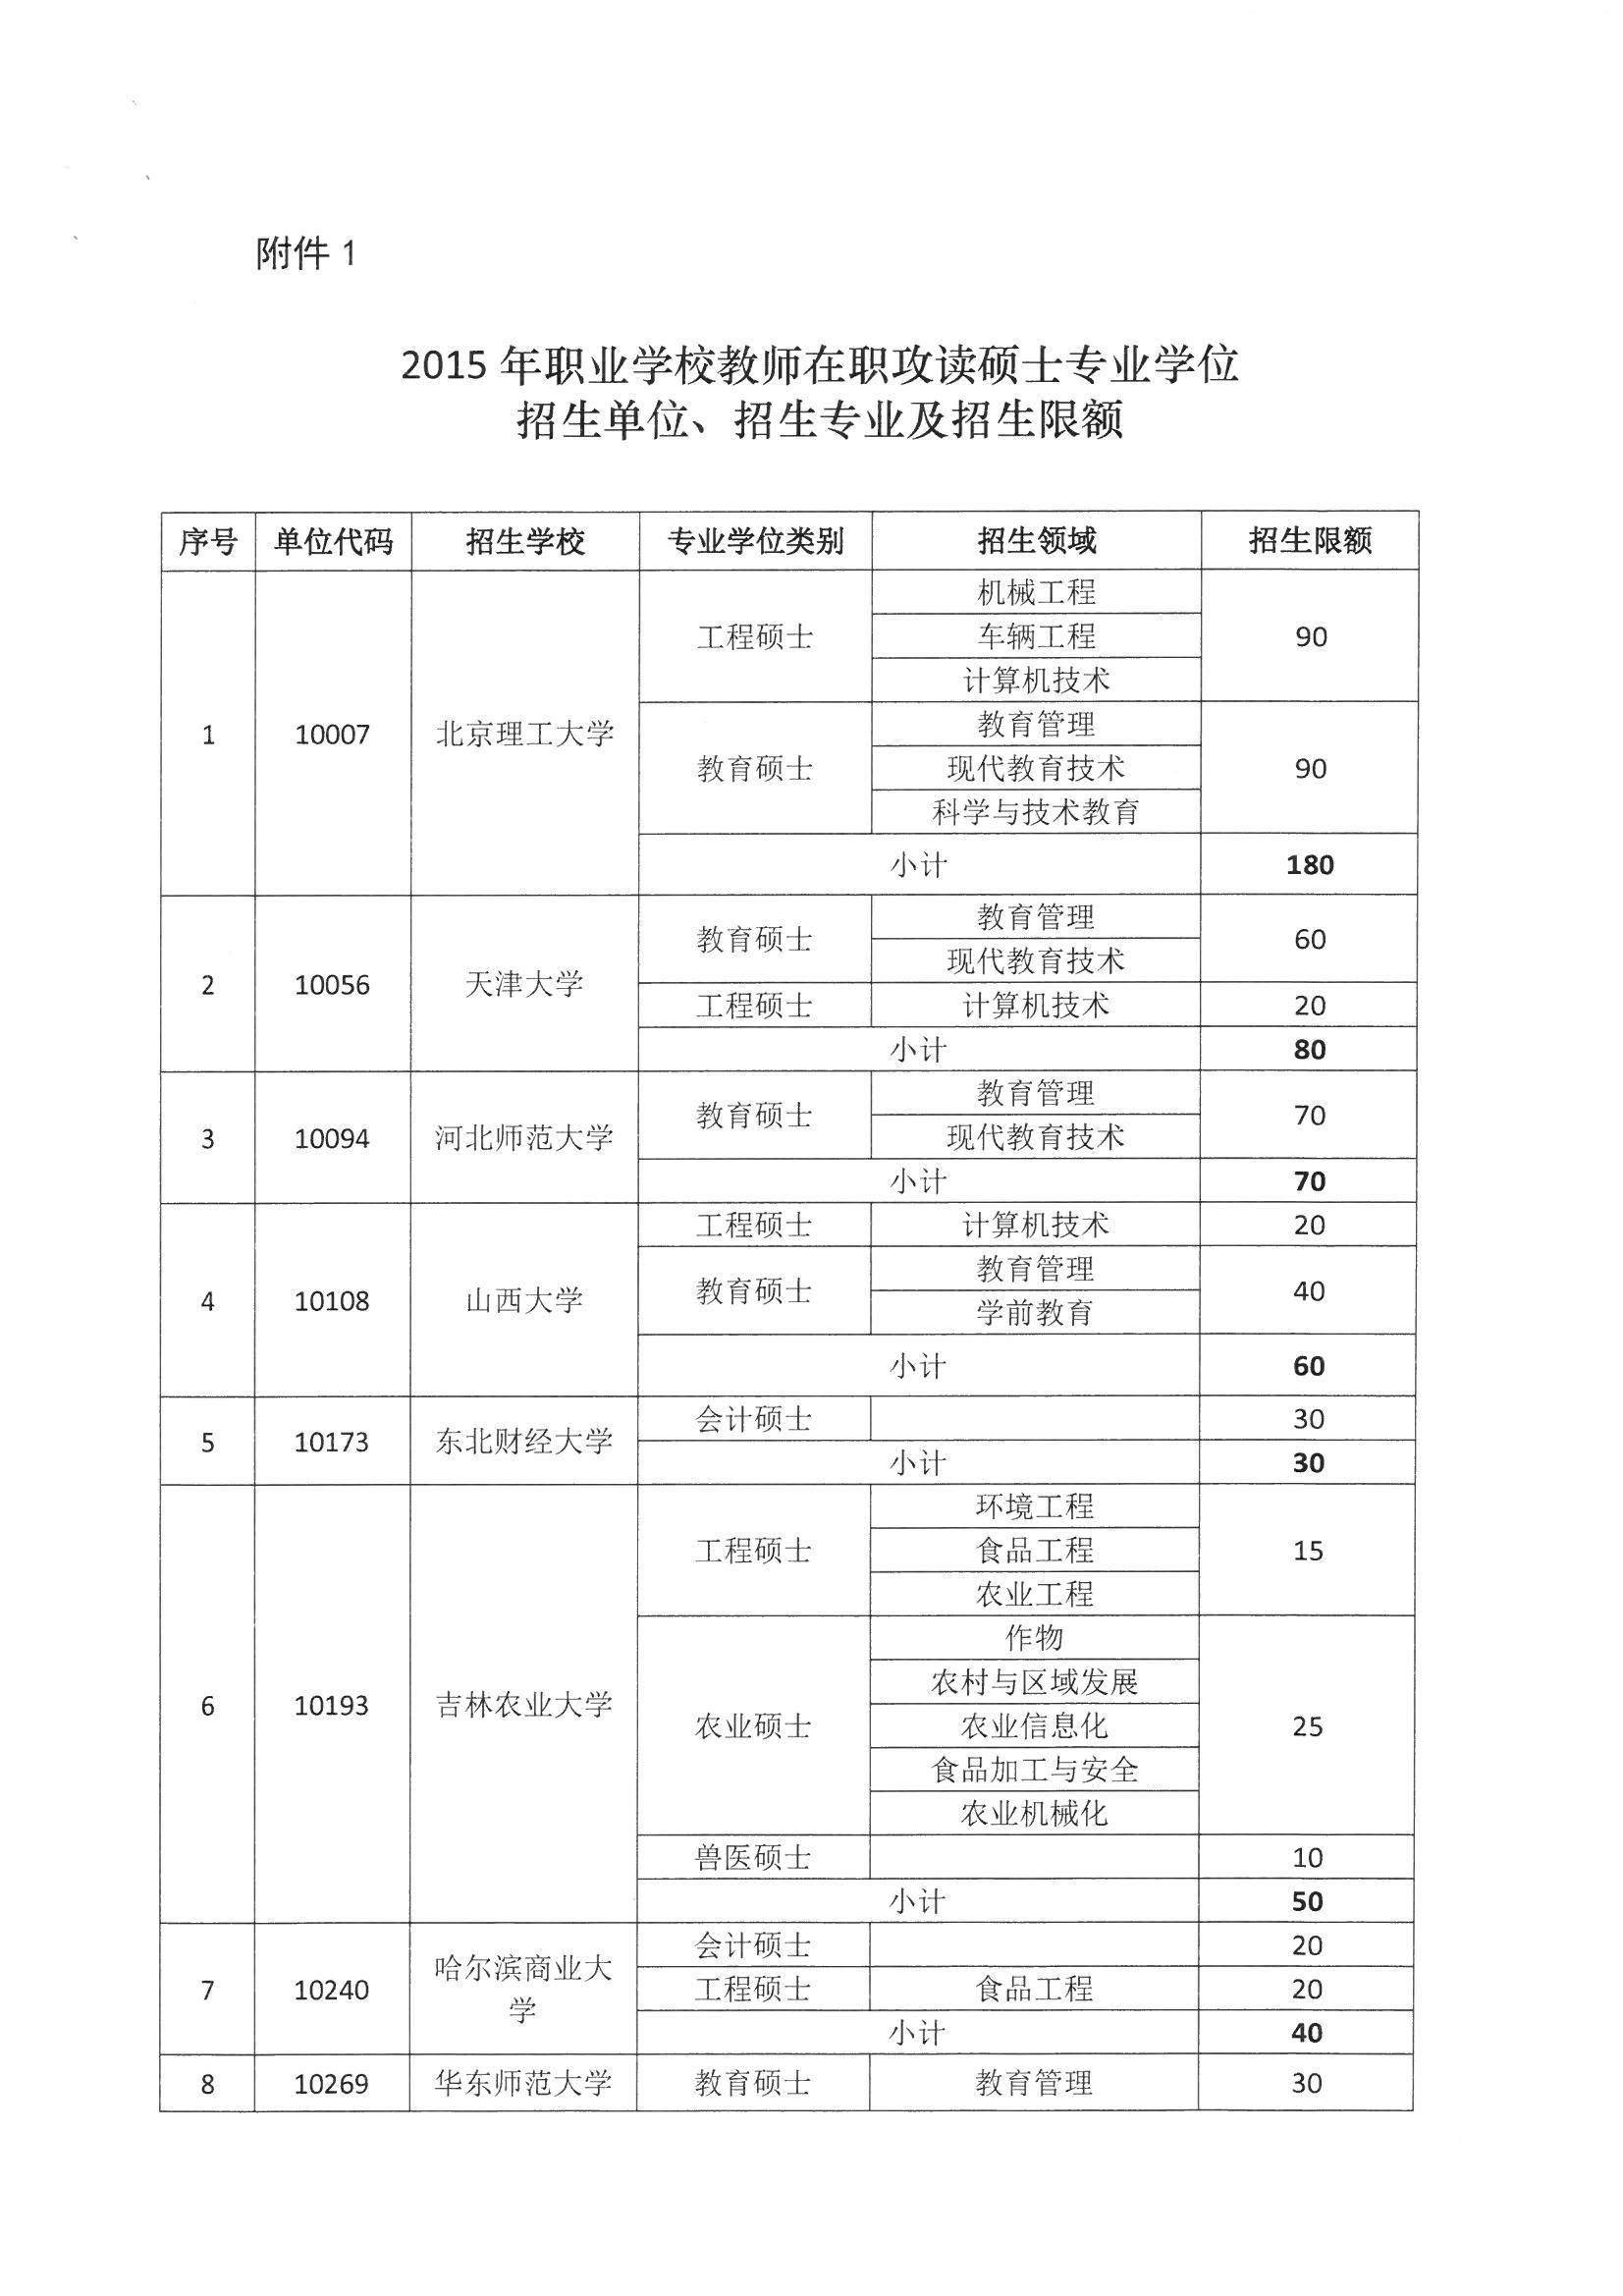 附件 1
2015 年职业学校教师在职攻读硕士专业学位
招生单位、招生专业及招生限额
序号 单位代码 招生学校 专业学位类别 招生领域 招生限额
1 10007 北京理工大学 工程硕士 机械工程 90
车辆工程
计算机技术
教育硕士 教育管理 90
现代教育技术
科学与技术教育
小计 180
2 10056 天津大学 教育硕士 教育管理 60
现代教育技术
工程硕士 计算机技术 20
小计 80
3 10094 河北师范大学 教育硕士 教育管理 70
现代教育技术
小计 70
4 10108 山西大学 工程硕士 计算机技术 20
教育硕士 教育管理 40
学前教育
小计 60
5 10173 东北财经大学 会计硕士 30
小计 30
6 10193 吉林农业大学 工程硕士 环境工程 15
食品工程
农业工程
农业硕士 作物 25
农村与区域发展
农业信息化
食品加工与安全
农业机械化
兽医硕士 10
小计 50
7 10240 哈尔滨商业大
学 会计硕士 20
工程硕士 食品工程 20
小计 40
8 10269 华东师范大学 教育硕士 教育管理 30